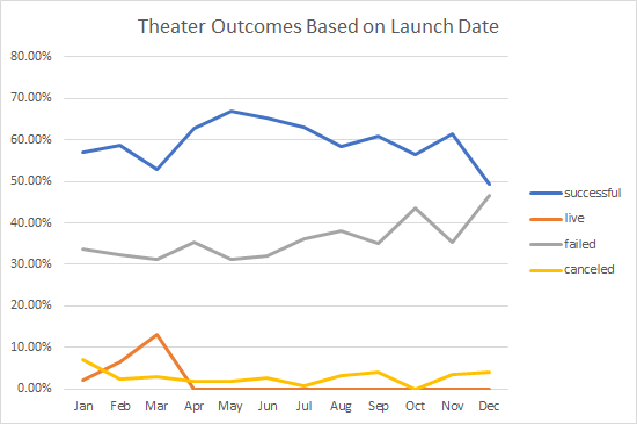 Theater Outcomes Based on Launch Date
80.00%
70.00%
60.00%
50.00%
40.00%
30.00%
20.00%
10.00%
0.00%
Jan Feb Mar Apr May Jun Jul Aug Sep Oct Nov Dec
successful
live
failed
canceled